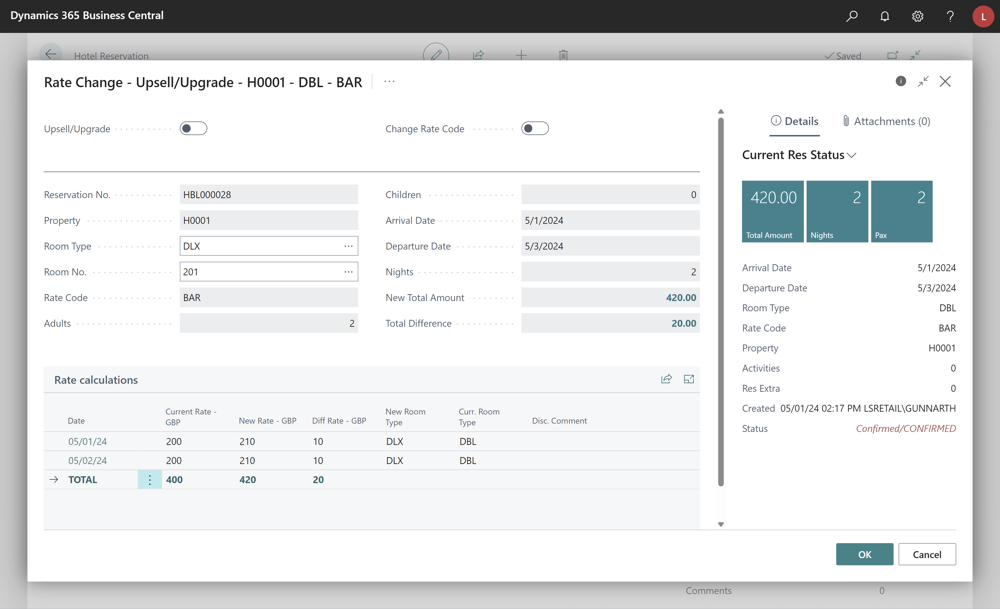 Dynamics 365 Business Central
L
Hotel Reservation
Saved
Rate Change - Upsell/Upgrade - H0001 - DBL - BAR
Upsell/Upgrade
Change Rate Code
Reservation No. HBL000028
Property H0001
Room Type DLX
Room No. 201
Rate Code BAR
Adults 2
Children 0
Arrival Date 5/1/2024
Departure Date 5/3/2024
Nights 2
New Total Amount 420.00
Total Difference 20.00
Rate calculations
Date Current Rate - GBP New Rate - GBP Diff Rate - GBP New Room Type Curr. Room Type Disc. Comment
05/01/24 200 210 10 DLX DBL
05/02/24 200 210 10 DLX DBL
TOTAL 400 420 20
Details Attachments (0)
Current Res Status
420.00 Total Amount
2 Nights
2 Pax
Arrival Date 5/1/2024
Departure Date 5/3/2024
Room Type DBL
Rate Code BAR
Property H0001
Activities 0
Res Extra 0
Created 05/01/24 02:17 PM LSRETAIL\GUNNARTH
Status Confirmed/CONFIRMED
OK Cancel
Comments 0